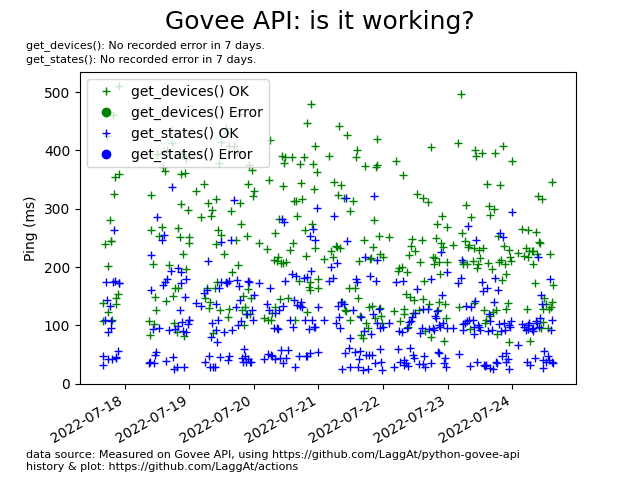 Govee API: is it working?
get_devices(): No recorded error in 7 days.
get_states(): No recorded error in 7 days.
500
400
300
200
100
0
Ping (ms)
get_devices() OK
get_devices() Error
get_states() OK
get_states() Error
2022-07-18
2022-07-19
2022-07-20
2022-07-21
2022-07-22
2022-07-23
2022-07-24
data source: Measured on Govee API, using https://github.com/LaggAt/python-govee-api
history & plot: https://github.com/LaggAt/actions